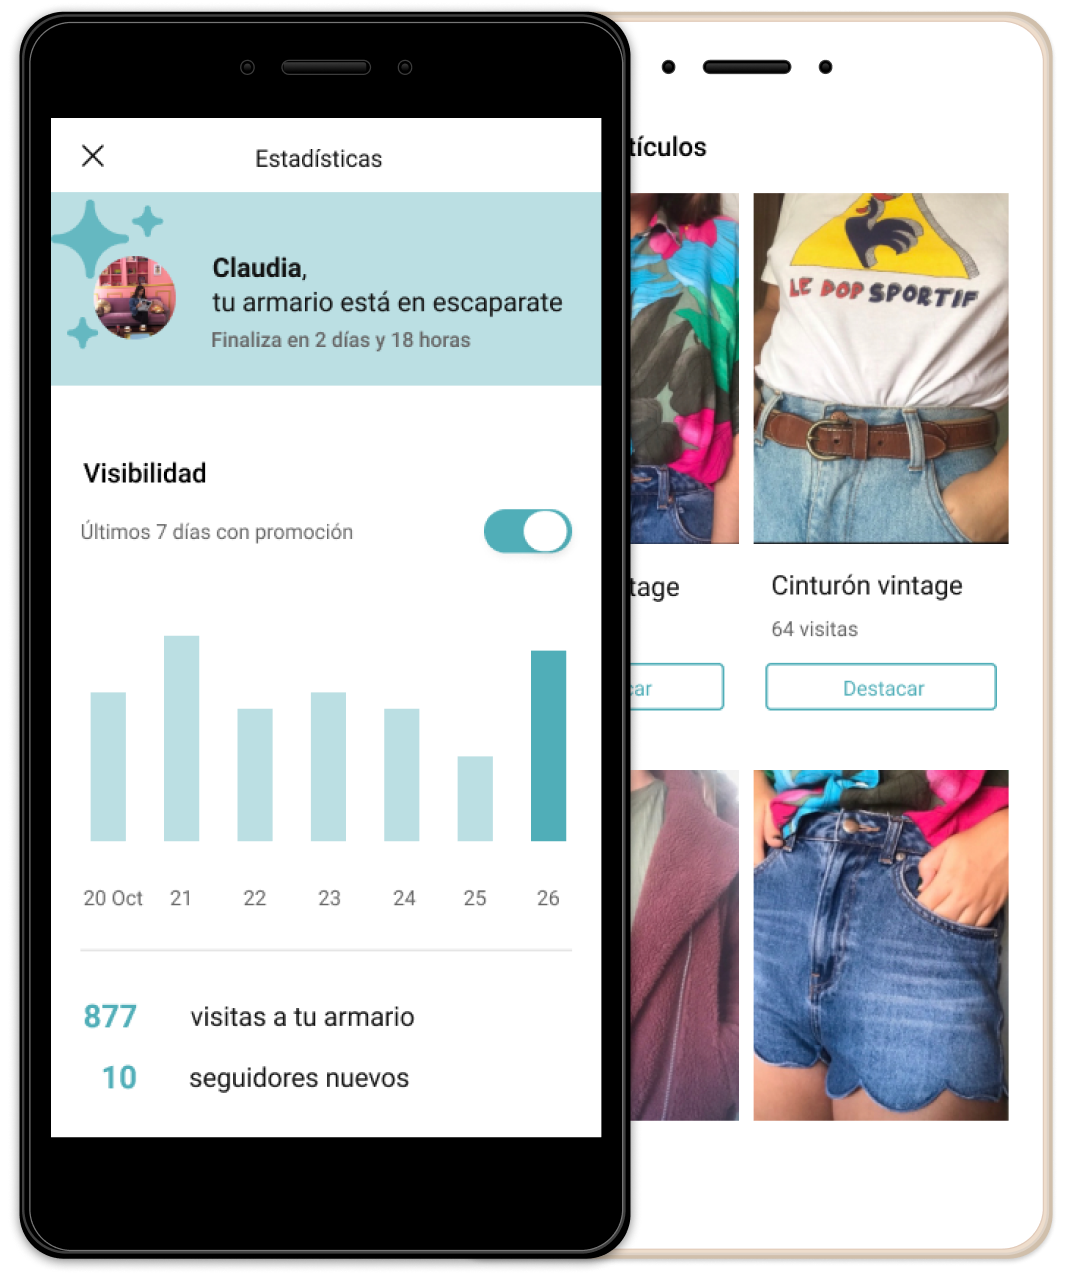 Estadísticas
Claudia,
tu armario está en escaparate
Finaliza en 2 días y 18 horas
Visibilidad
Últimos 7 días con promoción
20 Oct 21 22 23 24 25 26
877 visitas a tu armario
10 seguidores nuevos
tículos
LE POP SPORTIF
tage
Cinturón vintage
64 visitas
car
Destacar